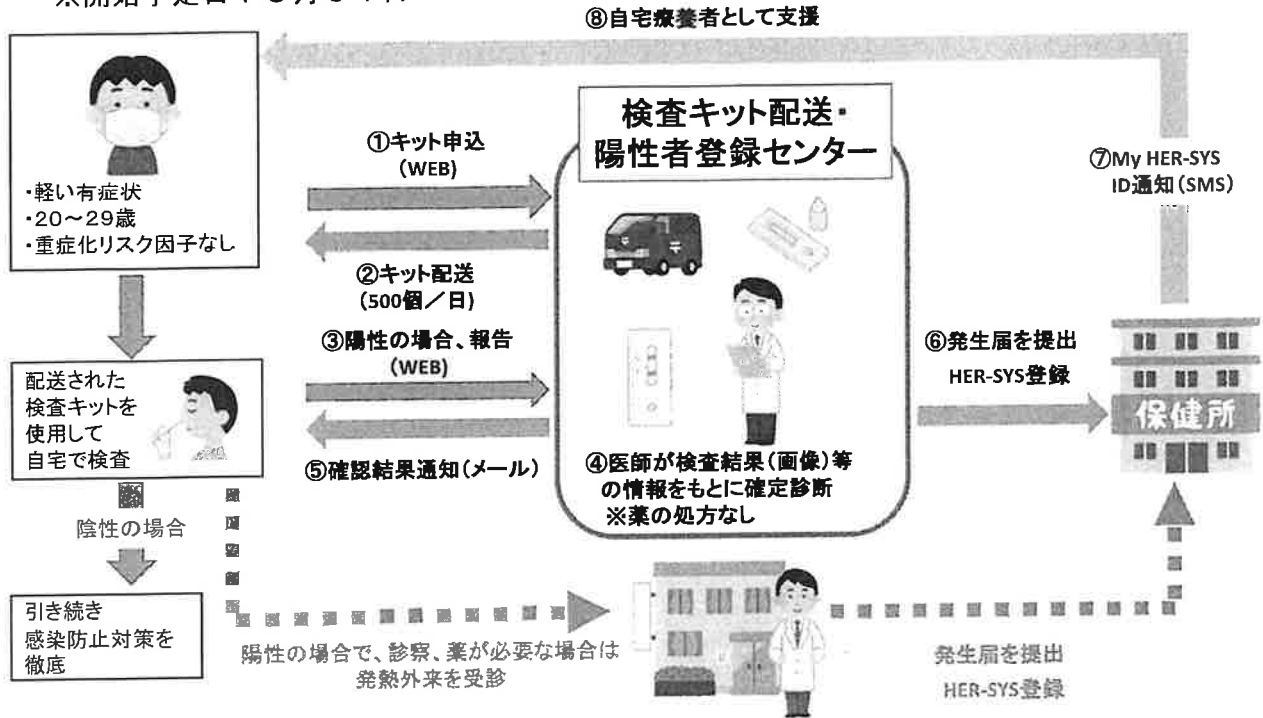 ⑧自宅療養者として支援
検査キット配送・
陽性者登録センター
①キット申込
(WEB)
⑦My HER-SYS
ID通知(SMS)
・軽い有症状
・20～29歳
・重症化リスク因子なし
②キット配送
(500個／日)
③陽性の場合、報告
(WEB)
⑥発生届を提出
HER-SYS登録
保健所
配送された
検査キットを
使用して
自宅で検査
⑤確認結果通知(メール)
④医師が検査結果(画像)等
の情報をもとに確定診断
※薬の処方なし
陰性の場合
引き続き
感染防止対策を
徹底
陽性の場合で、診察、薬が必要な場合は
発熱外来を受診
発生届を提出
HER-SYS登録